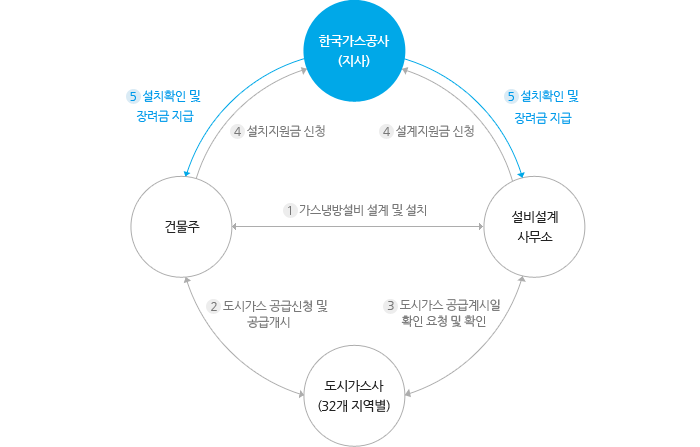 한국가스공사
(지사)
5 설치확인 및
장려금 지급
5 설치확인 및
장려금 지급
4 설치지원금 신청
4 설계지원금 신청
건물주
1 가스냉방설비 설계 및 설치
설비설계
사무소
2 도시가스 공급신청 및
공급개시
3 도시가스 공급계시일
확인 요청 및 확인
도시가스사
(32개 지역별)